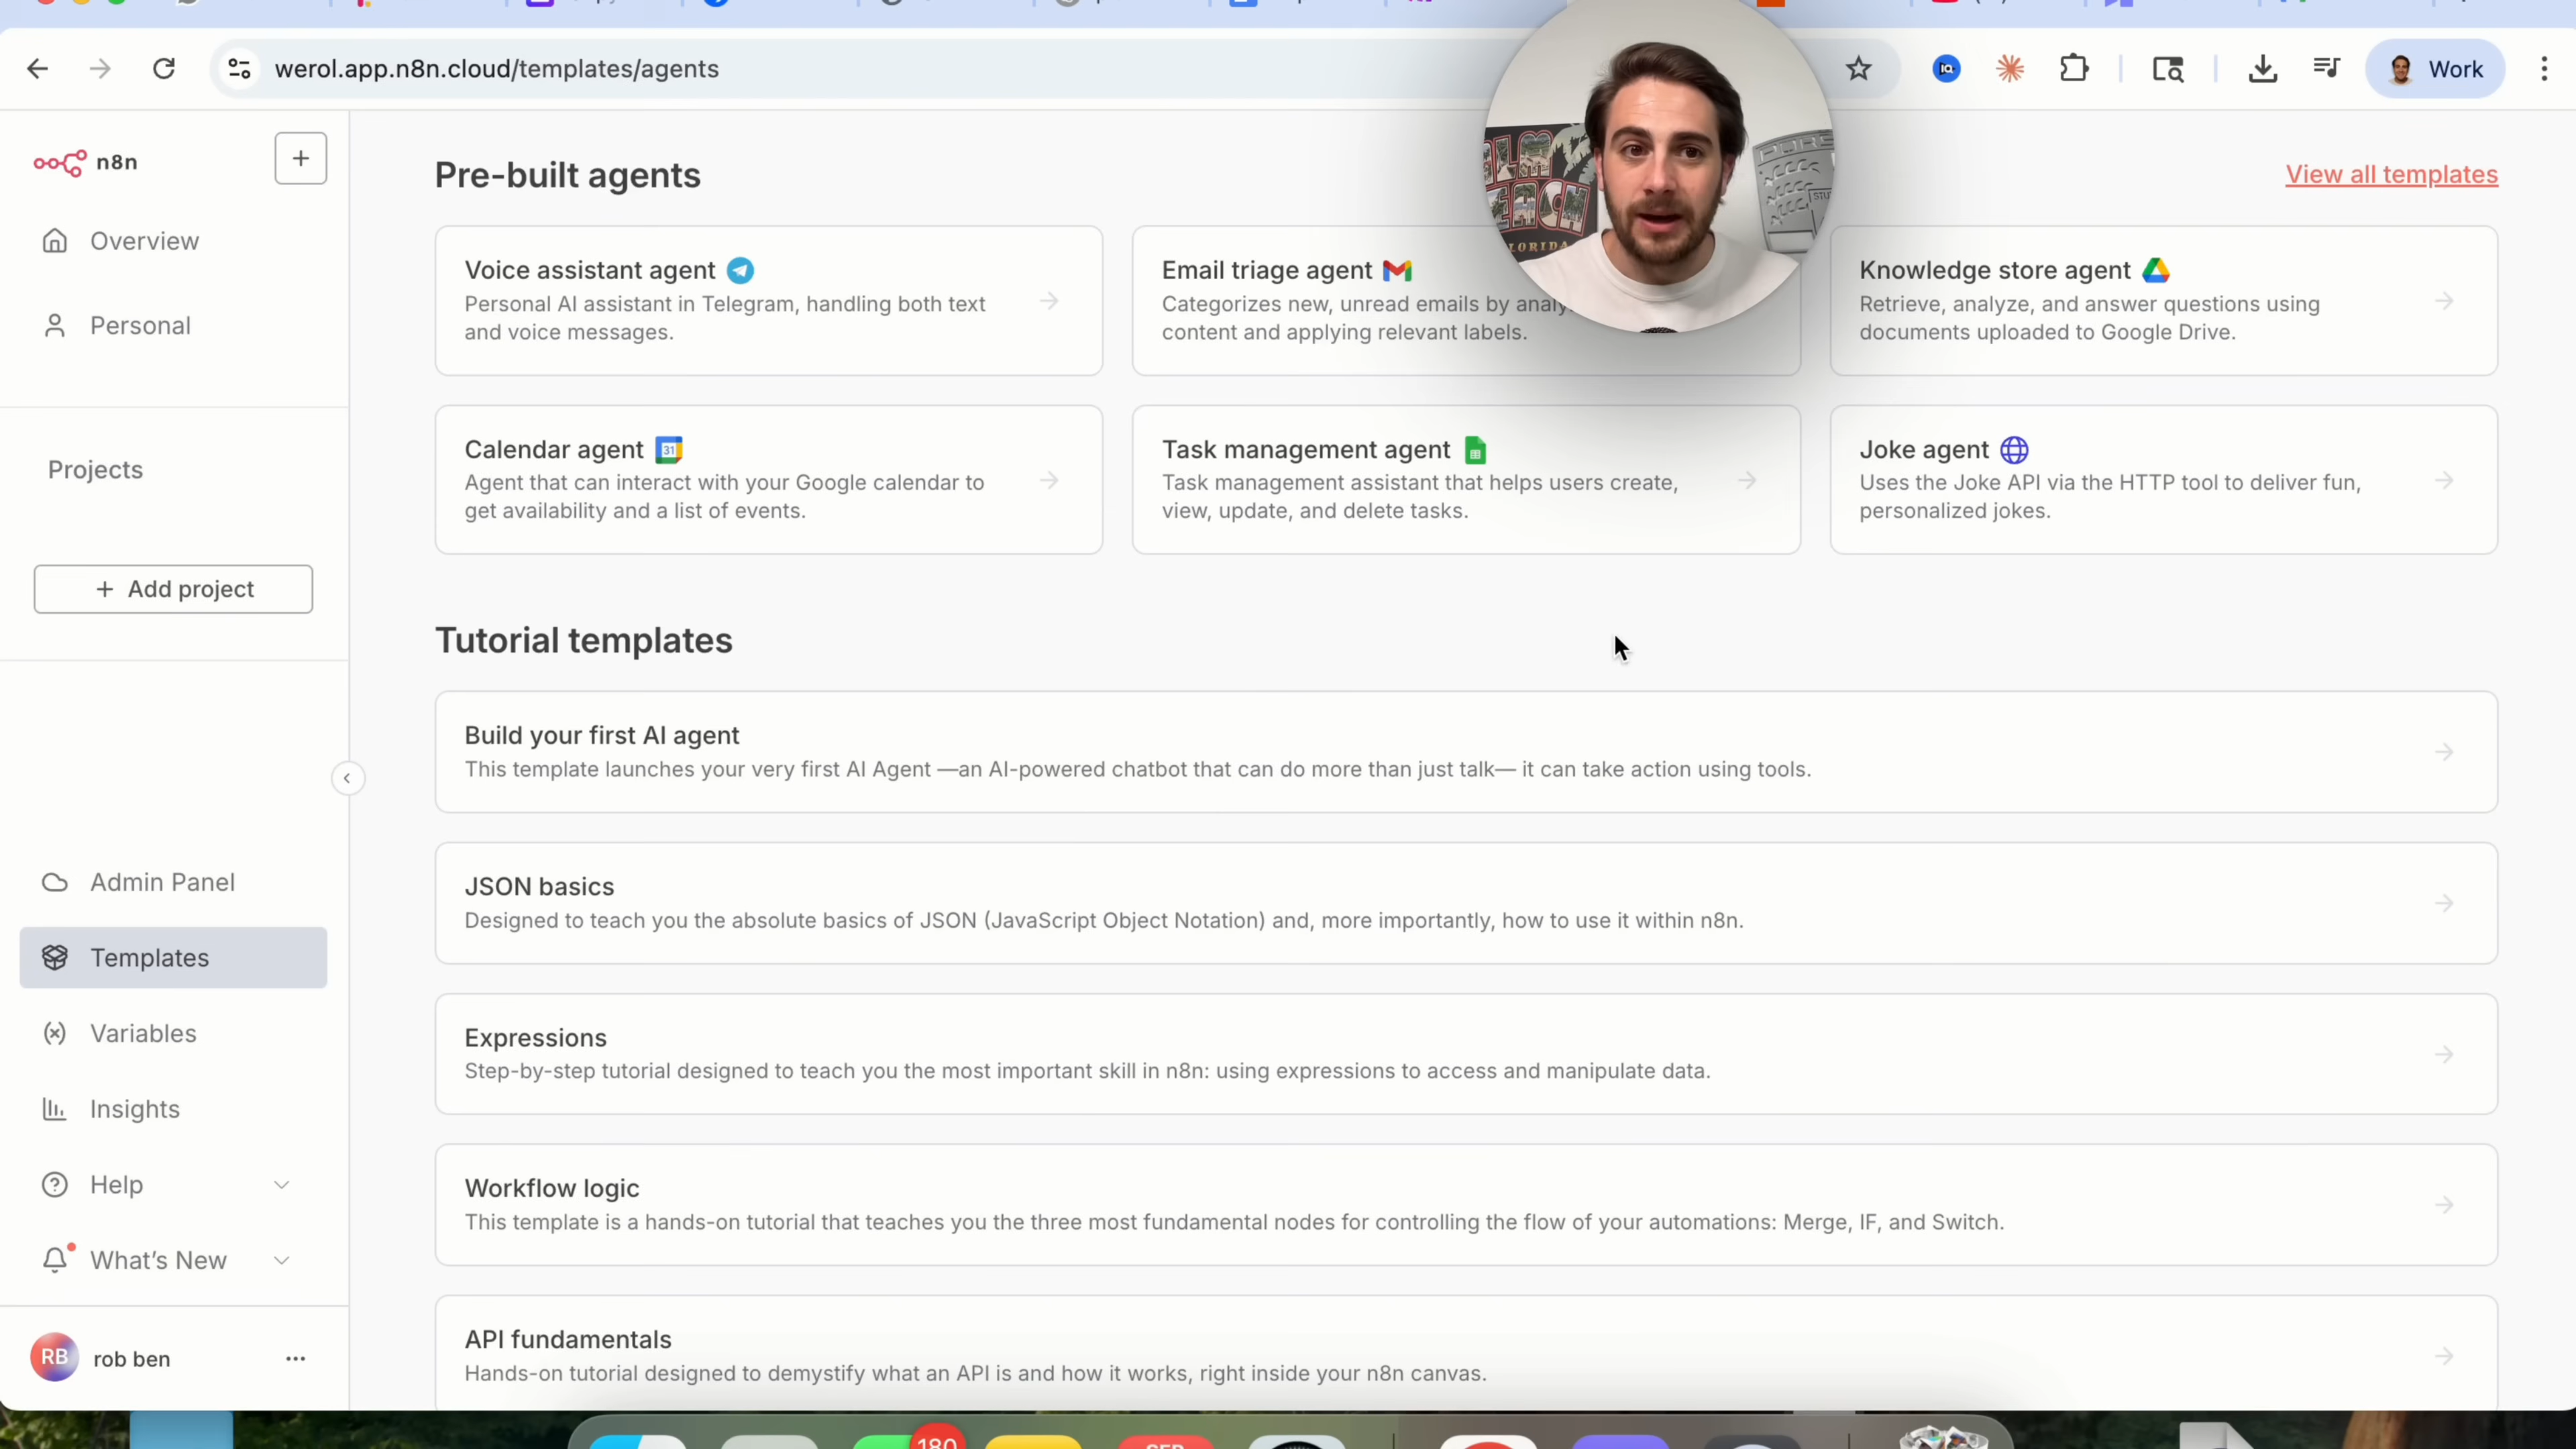 werol.app.n8n.cloud/templates/agents
Work
n8n
Overview
Personal
Projects
Add project
Admin Panel
Templates
Variables
Insights
Help
What's New
RB
rob ben
Pre-built agents
View all templates
Voice assistant agent
Personal AI assistant in Telegram, handling both text
and voice messages.
Email triage agent
Categorizes new, unread emails by
content and applying relevant labels.
Knowledge store agent
Retrieve, analyze, and answer questions using
documents uploaded to Google Drive.
Calendar agent
31
Agent that can interact with your Google calendar to
get availability and a list of events.
Task management agent
Task management assistant that helps users create,
view, update, and delete tasks.
Joke agent
Uses the Joke API via the HTTP tool to deliver fun,
personalized jokes.
Tutorial templates
Build your first AI agent
This template launches your very first AI Agent —an AI-powered chatbot that can do more than just talk— it can take action using tools.
JSON basics
Designed to teach you the absolute basics of JSON (JavaScript Object Notation) and, more importantly, how to use it within n8n.
Expressions
Step-by-step tutorial designed to teach you the most important skill in n8n: using expressions to access and manipulate data.
Workflow logic
This template is a hands-on tutorial that teaches you the three most fundamental nodes for controlling the flow of your automations: Merge, IF, and Switch.
API fundamentals
Hands-on tutorial designed to demystify what an API is and how it works, right inside your n8n canvas.
180
SEP